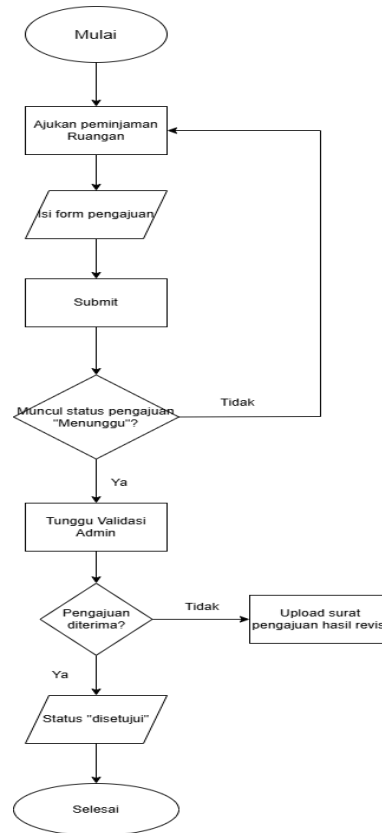 Mulai
Ajukan peminjaman
Ruangan
Isi form pengajuan
Submit
Muncul status pengajuan
"Menunggu"?
Tidak
Ya
Tunggu Validasi
Admin
Pengajuan
diterima?
Tidak
Upload surat
pengajuan hasil revisi
Ya
Status "disetujui"
Selesai